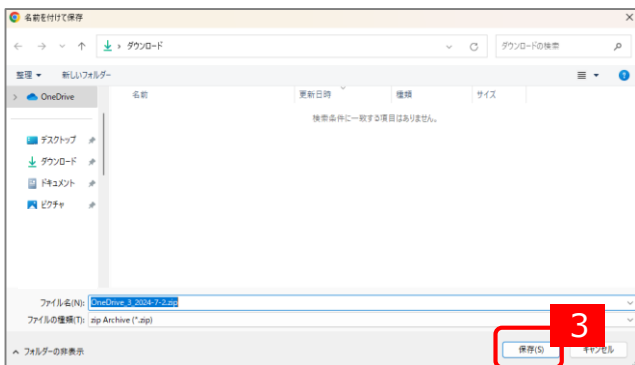 名前を付けて保存
ダウンロード
ダウンロードの検索
整理 新しいフォルダー
OneDrive
名前 更新日時 種類 サイズ
検索条件に一致する項目はありません。
デスクトップ
ダウンロード
ドキュメント
ピクチャ
ファイル名(N): OneDrive_3_2024-7-2.zip
ファイルの種類(T): zip Archive (*.zip)
3
フォルダーの非表示
保存(S) キャンセル